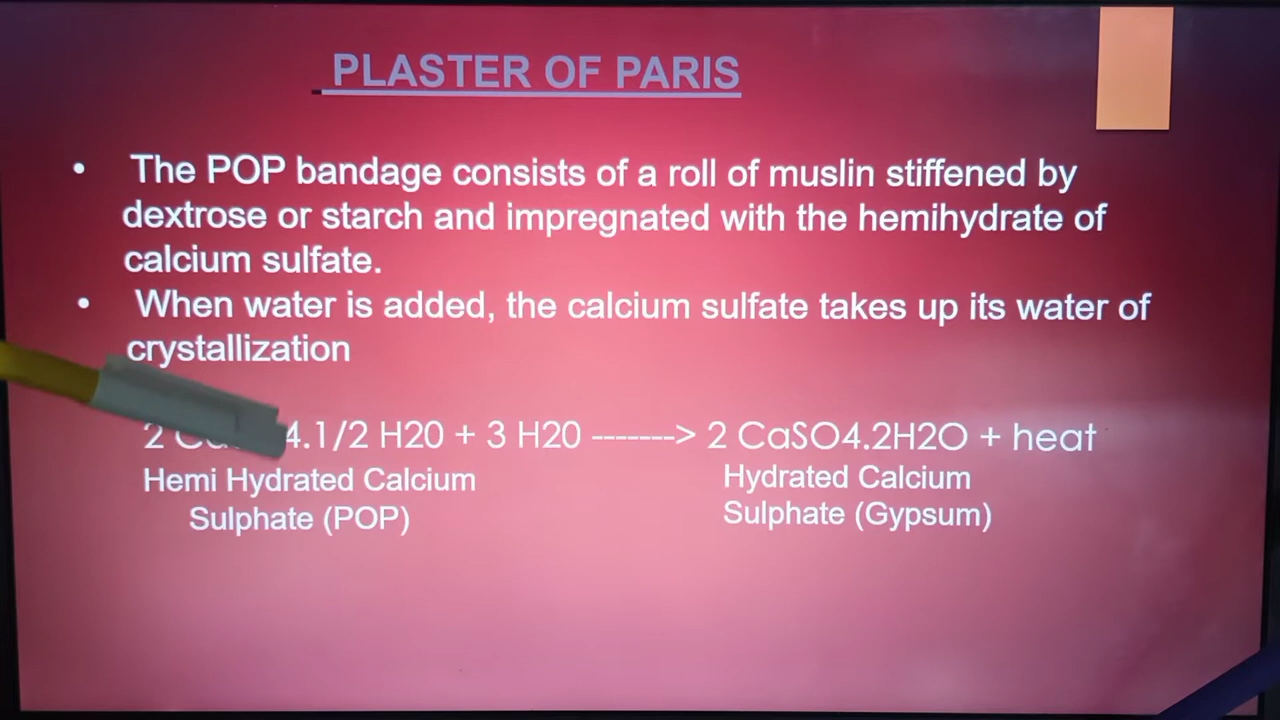 PLASTER OF PARIS
• The POP bandage consists of a roll of muslin stiffened by
dextrose or starch and impregnated with the hemihydrate of
calcium sulfate.
• When water is added, the calcium sulfate takes up its water of
crystallization
2 4.1/2 H20 + 3 H20 -------> 2 CaSO4.2H2O + heat
Hemi Hydrated Calcium Hydrated Calcium
Sulphate (POP) Sulphate (Gypsum)